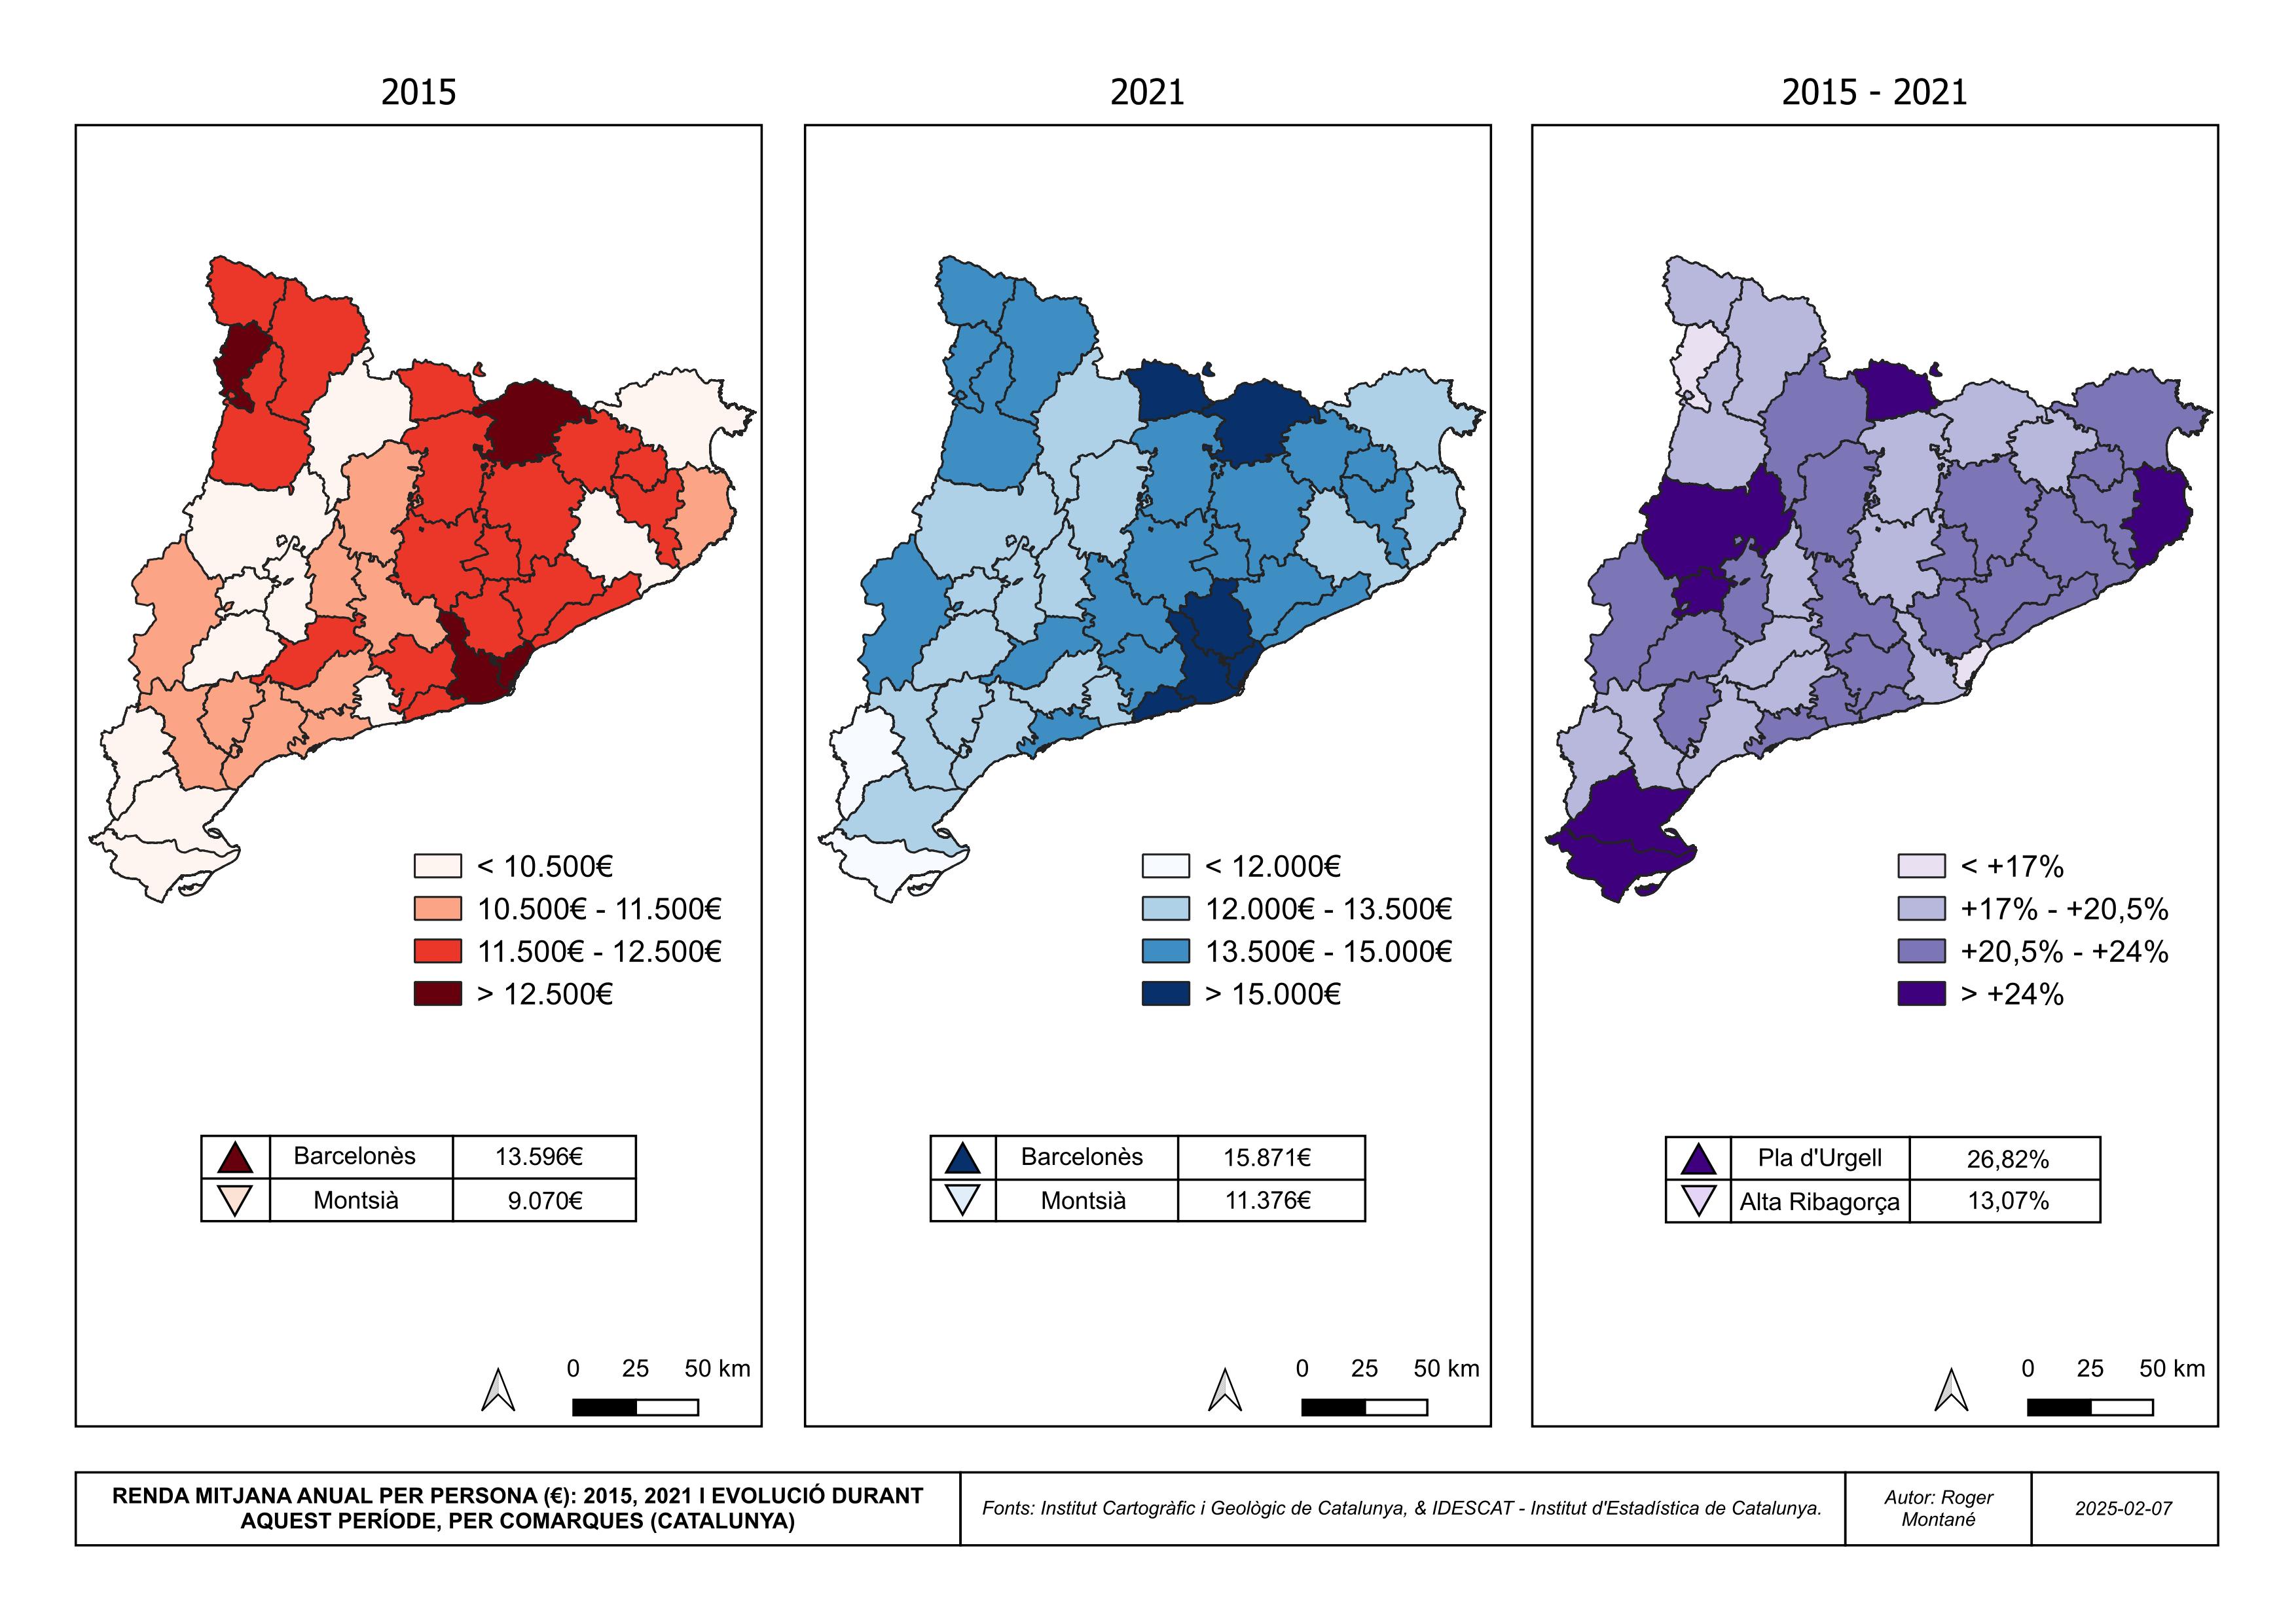 2015
2021
2015 - 2021
< 10.500€
10.500€ - 11.500€
11.500€ - 12.500€
> 12.500€
< 12.000€
12.000€ - 13.500€
13.500€ - 15.000€
> 15.000€
< +17%
+17% - +20,5%
+20,5% - +24%
> +24%
Barcelonès 13.596€
Montsià 9.070€
Barcelonès 15.871€
Montsià 11.376€
Pla d'Urgell 26,82%
Alta Ribagorça 13,07%
0 25 50 km
0 25 50 km
0 25 50 km
RENDA MITJANA ANUAL PER PERSONA (€): 2015, 2021 I EVOLUCIÓ DURANT
AQUEST PERÍODE, PER COMARQUES (CATALUNYA)
Fonts: Institut Cartogràfic i Geològic de Catalunya, & IDESCAT - Institut d'Estadística de Catalunya.
Autor: Roger
Montané
2025-02-07